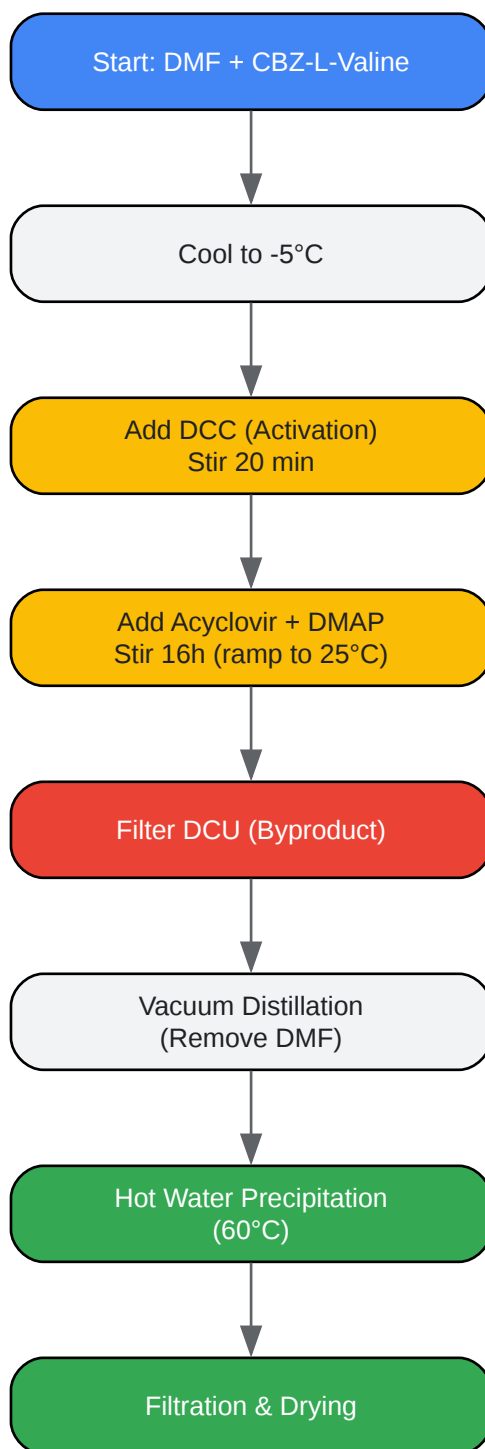 Start: DMF + CBZ-L-Valine
Cool to -5°C
Add DCC (Activation)
Stir 20 min
Add Acyclovir + DMAP
Stir 16h (ramp to 25°C)
Filter DCU (Byproduct)
Vacuum Distillation
(Remove DMF)
Hot Water Precipitation
(60°C)
Filtration & Drying